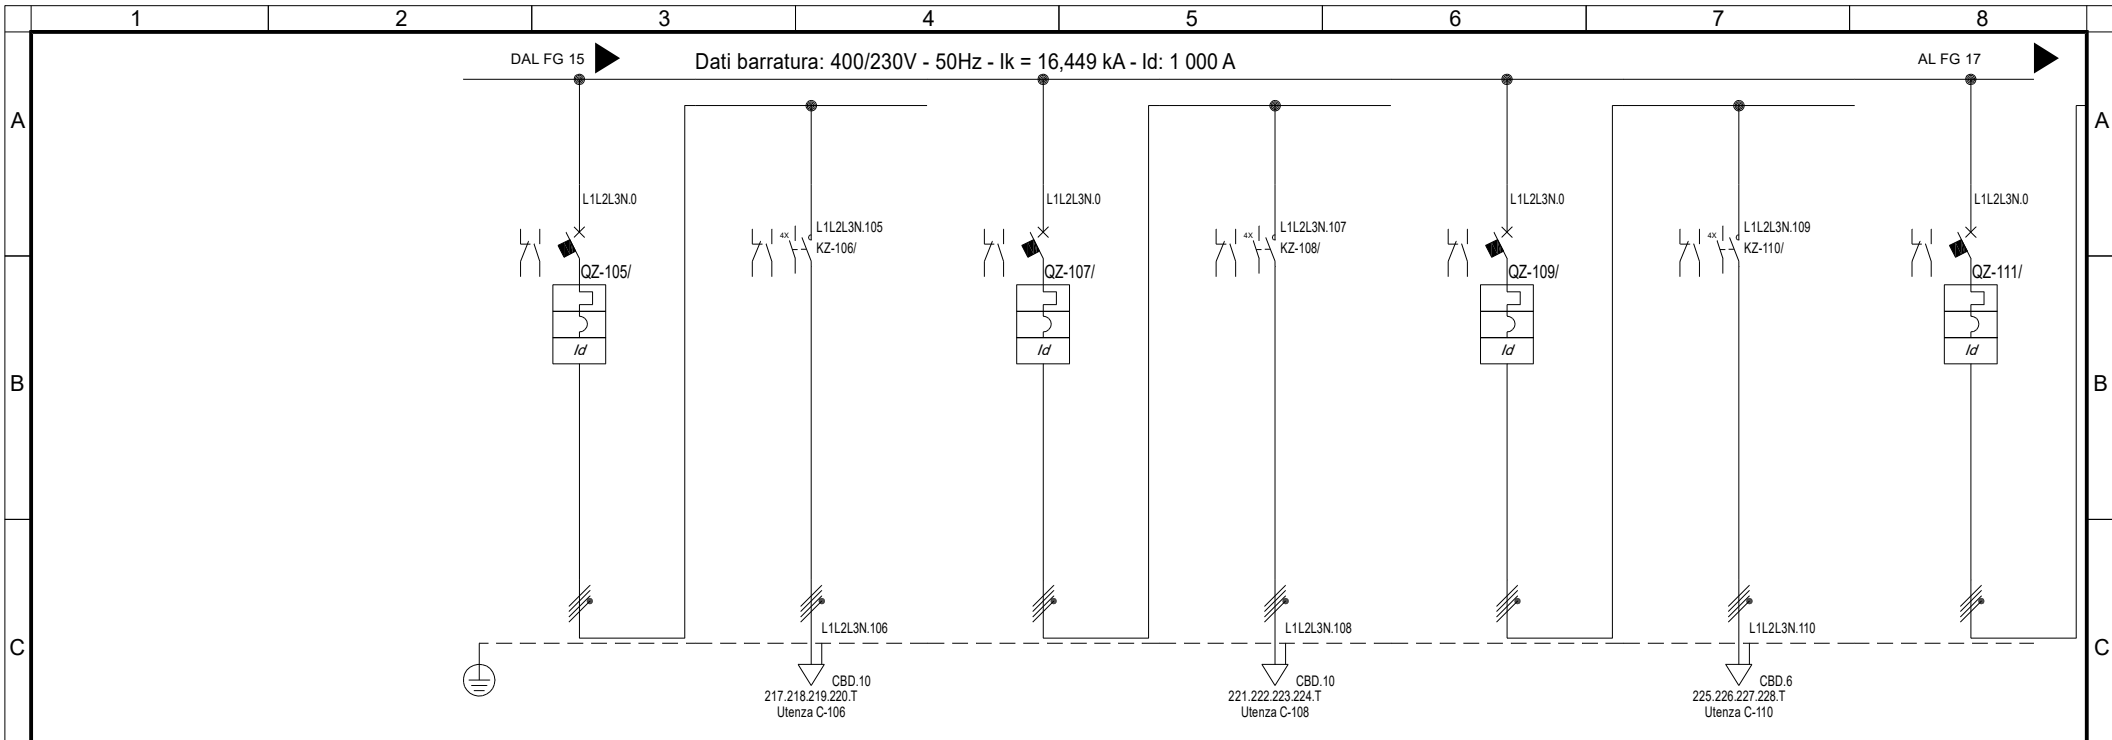 1 2 3 4 5 6 7 8
DAL FG 15 Dati barratura: 400/230V - 50Hz - Ik = 16,449 kA - Id: 1 000 A AL FG 17
A A
L1L2L3N.0 L1L2L3N.0 L1L2L3N.0 L1L2L3N.0
4X L1L2L3N.105 4X L1L2L3N.107 4X L1L2L3N.109
KZ-106/ KZ-108/ KZ-110/
QZ-105/ QZ-107/ QZ-109/ QZ-111/
Id Id Id Id
B B
L1L2L3N.106 L1L2L3N.108 L1L2L3N.110
C C
CBD.10 CBD.10 CBD.6
217.218.219.220.T 221.222.223.224.T 225.226.227.228.T
Utenza C-106 Utenza C-108 Utenza C-110